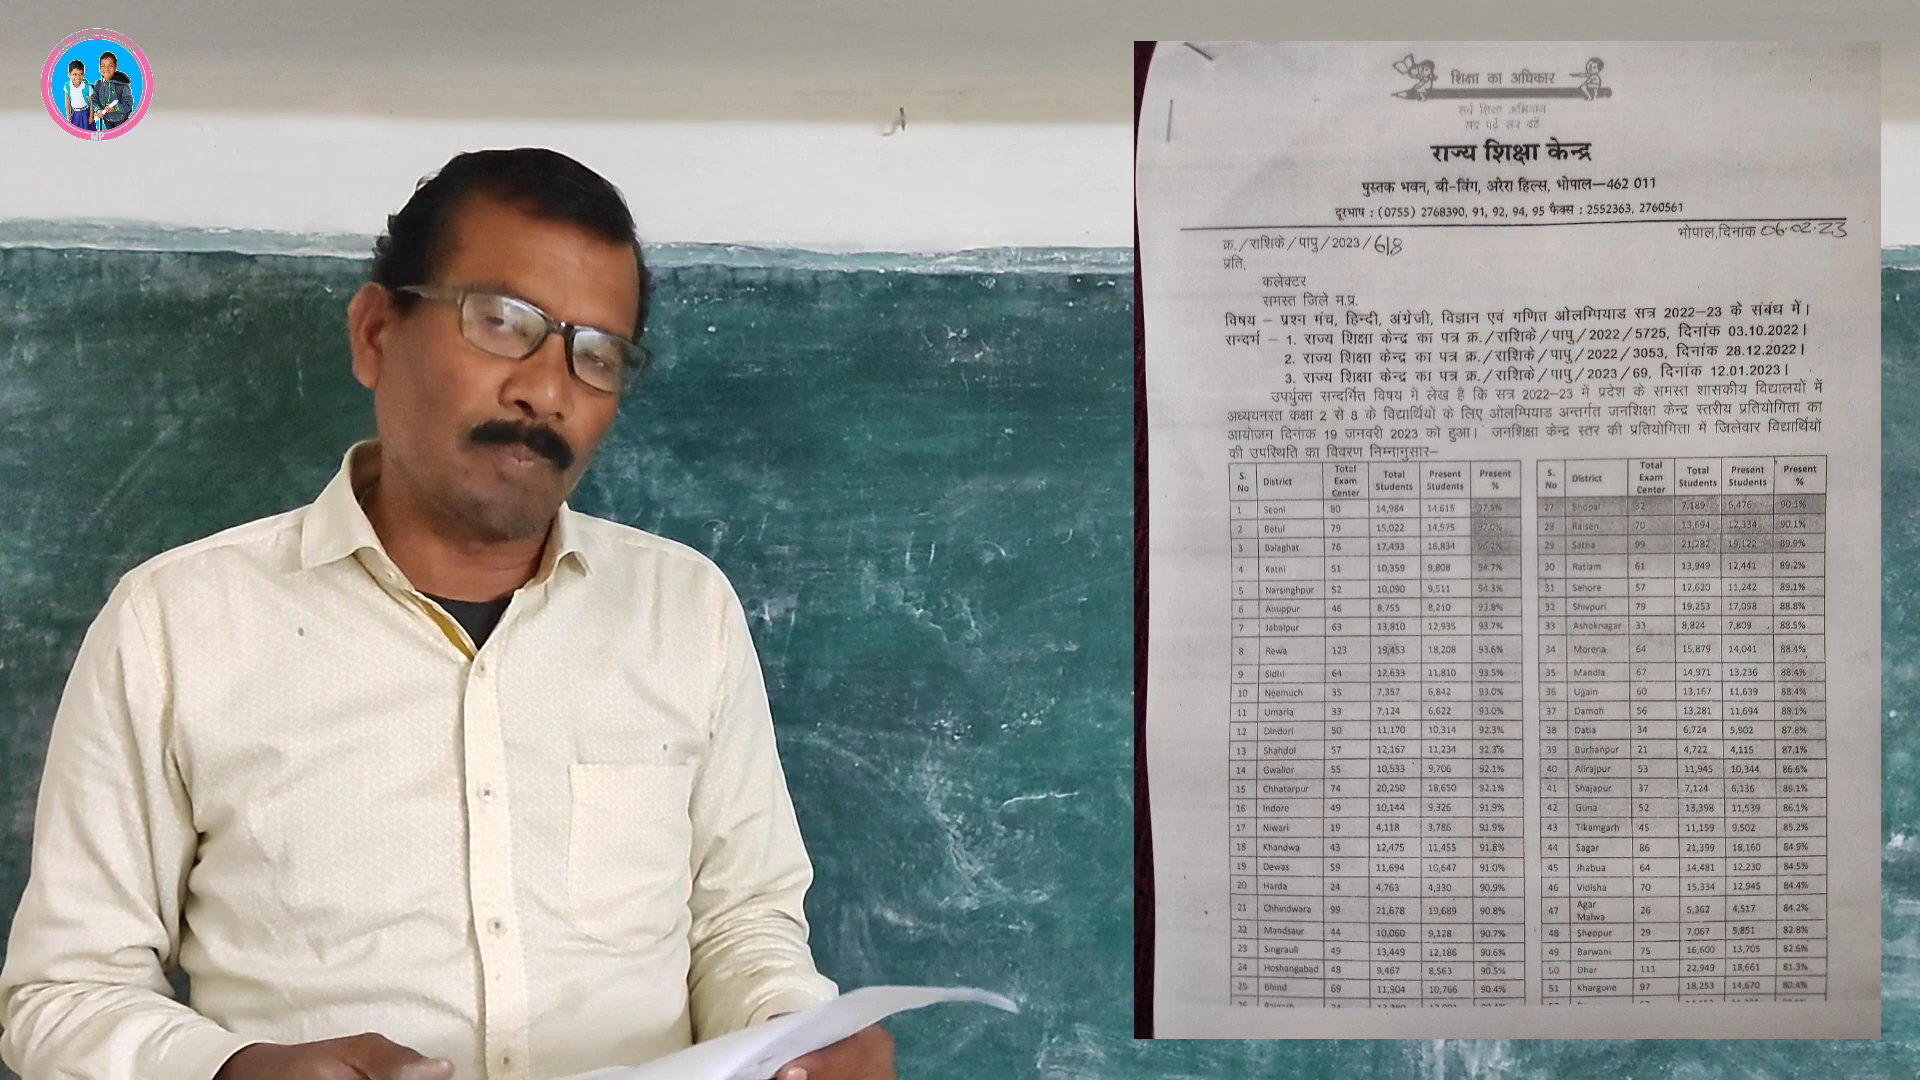 शिक्षा का अधिकार
सर्व शिक्षा अभियान
सब पढ़ें सब बढ़ें
राज्य शिक्षा केन्द्र
पुस्तक भवन, बी-विंग, अरेरा हिल्स, भोपाल—462 011
दूरभाष : (0755) 2768390, 91, 92, 94, 95 फैक्स : 2552363, 2760561
क्र./राशिके/पापु/2023/618
भोपाल,दिनांक 06.02.23
प्रति,
कलेक्टर
समस्त जिले म.प्र.
विषय – प्रश्न मंच, हिन्दी, अंग्रेजी, विज्ञान एवं गणित ओलम्पियाड सत्र 2022–23 के संबंध में।
सन्दर्भ – 1. राज्य शिक्षा केन्द्र का पत्र क्र./राशिके/पापु/2022/5725, दिनांक 03.10.2022।
2. राज्य शिक्षा केन्द्र का पत्र क्र./राशिके/पापु/2022/3053, दिनांक 28.12.2022।
3. राज्य शिक्षा केन्द्र का पत्र क्र./राशिके/पापु/2023/69, दिनांक 12.01.2023।
उपर्युक्त सन्दर्भित विषय में लेख है कि सत्र 2022–23 में प्रदेश के समस्त शासकीय विद्यालयों में
अध्ययनरत कक्षा 2 से 8 के विद्यार्थियों के लिए ओलम्पियाड अन्तर्गत जनशिक्षा केन्द्र स्तरीय प्रतियोगिता का
आयोजन दिनांक 19 जनवरी 2023 को हुआ। जनशिक्षा केन्द्र स्तर की प्रतियोगिता में जिलेवार विद्यार्थियों
की उपस्थिति का विवरण निम्नानुसार–
S. No District Total Exam Center Total Students Present Students Present %
1 Seoni 80 14,984 14,615 97.5%
2 Betul 79 15,022 14,575 97.0%
3 Balaghat 76 17,493 16,834 96.2%
4 Katni 51 10,359 9,808 94.7%
5 Narsinghpur 52 10,090 9,511 94.3%
6 Anuppur 46 8,755 8,210 93.8%
7 Jabalpur 63 13,810 12,935 93.7%
8 Rewa 123 19,453 18,208 93.6%
9 Sidhi 64 12,633 11,810 93.5%
10 Neemuch 35 7,357 6,842 93.0%
11 Umaria 33 7,124 6,622 93.0%
12 Dindori 50 11,170 10,314 92.3%
13 Shahdol 57 12,167 11,234 92.3%
14 Gwalior 55 10,533 9,706 92.1%
15 Chhatarpur 74 20,250 18,650 92.1%
16 Indore 49 10,144 9,326 91.9%
17 Niwari 19 4,118 3,786 91.9%
18 Khandwa 43 12,475 11,455 91.8%
19 Dewas 59 11,694 10,647 91.0%
20 Harda 24 4,763 4,330 90.9%
21 Chhindwara 99 21,678 19,689 90.8%
22 Mandsaur 44 10,060 9,128 90.7%
23 Singrauli 49 13,449 12,186 90.6%
24 Hoshangabad 48 9,467 8,563 90.5%
25 Bhind 69 11,904 10,766 90.4%
S. No District Total Exam Center Total Students Present Students Present %
27 Bhopal 32 7,189 6,476 90.1%
28 Raisen 70 13,694 12,334 90.1%
29 Satna 99 21,282 19,122 89.9%
30 Ratlam 61 13,949 12,441 89.2%
31 Sehore 57 12,620 11,242 89.1%
32 Shivpuri 79 19,253 17,098 88.8%
33 Ashoknagar 33 8,824 7,809 88.5%
34 Morena 64 15,879 14,041 88.4%
35 Mandla 67 14,971 13,236 88.4%
36 Ujjain 60 13,167 11,639 88.4%
37 Damoh 56 13,281 11,694 88.1%
38 Datia 34 6,724 5,902 87.8%
39 Burhanpur 21 4,722 4,115 87.1%
40 Alirajpur 53 11,945 10,344 86.6%
41 Shajapur 37 7,124 6,136 86.1%
42 Guna 52 13,398 11,539 86.1%
43 Tikamgarh 45 11,159 9,502 85.2%
44 Sagar 86 21,399 18,160 84.9%
45 Jhabua 64 14,481 12,230 84.5%
46 Vidisha 70 15,334 12,945 84.4%
47 Agar Malwa 26 5,362 4,517 84.2%
48 Sheopur 29 7,067 5,851 82.8%
49 Barwani 75 16,600 13,705 82.6%
50 Dhar 111 22,949 18,661 81.3%
51 Khargone 97 18,253 14,670 80.4%